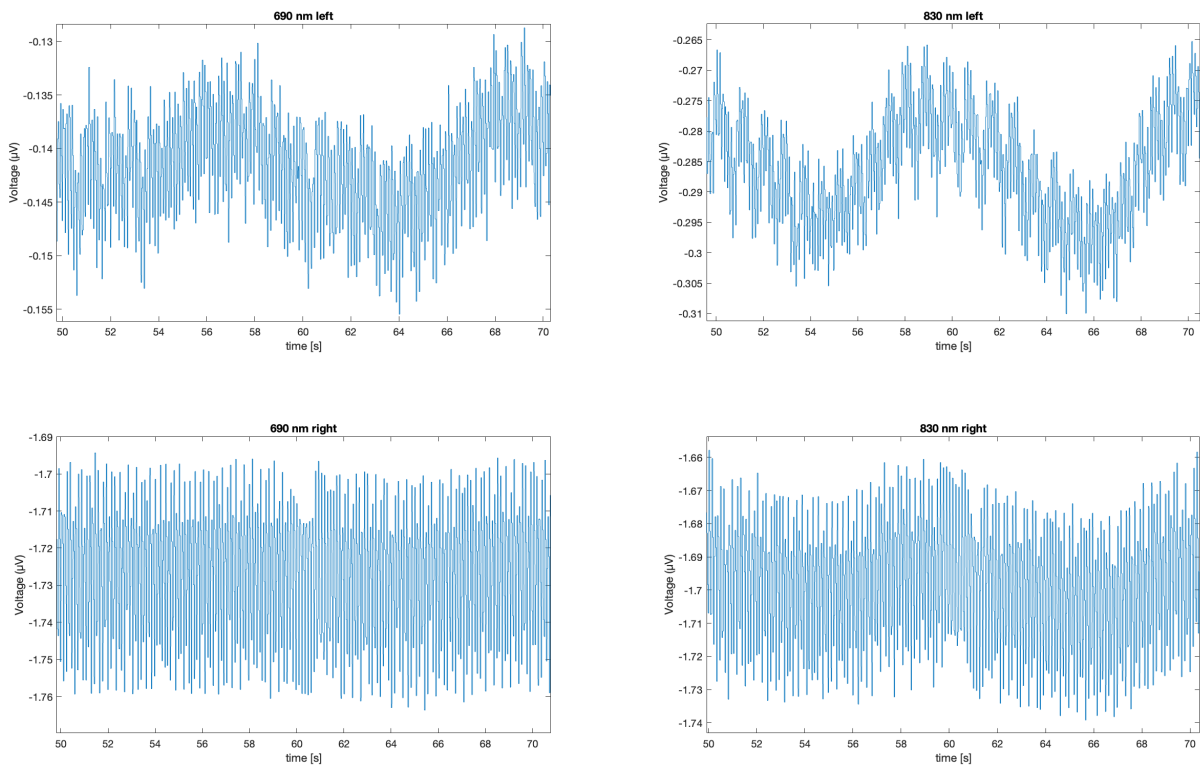 690 nm left
Voltage (µV)
-0.13
-0.135
-0.14
-0.145
-0.15
-0.155
50 52 54 56 58 60 62 64 66 68 70
time [s]
830 nm left
Voltage (µV)
-0.265
-0.27
-0.275
-0.28
-0.285
-0.29
-0.295
-0.3
-0.305
-0.31
50 52 54 56 58 60 62 64 66 68 70
time [s]
690 nm right
Voltage (µV)
-1.69
-1.7
-1.71
-1.72
-1.73
-1.74
-1.75
-1.76
50 52 54 56 58 60 62 64 66 68 70
time [s]
830 nm right
Voltage (µV)
-1.66
-1.67
-1.68
-1.69
-1.7
-1.71
-1.72
-1.73
-1.74
50 52 54 56 58 60 62 64 66 68 70
time [s]